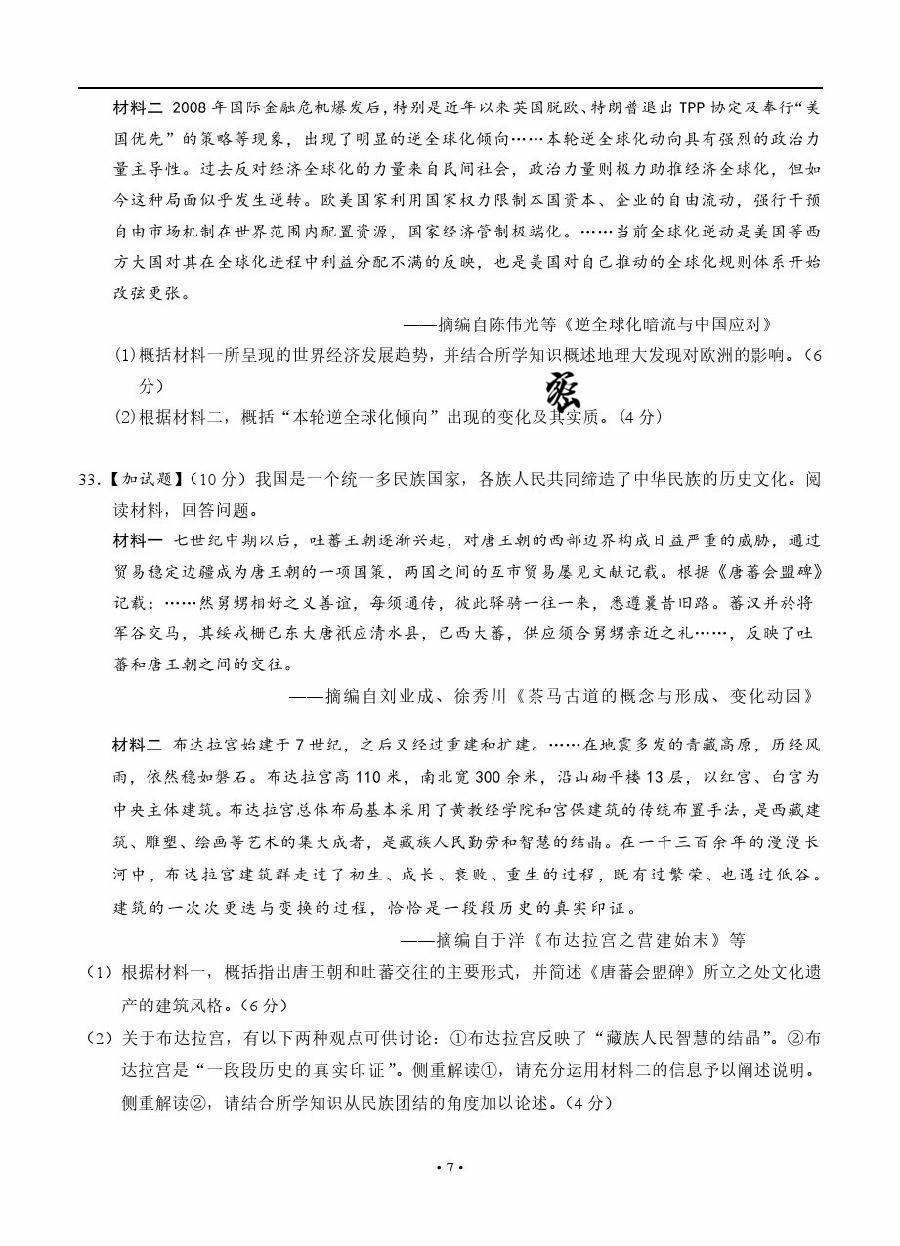 材料二 2008 年国际金融危机爆发后,特别是近年以来英国脱欧、特朗普退出 TPP 协定及奉行“美
国优先”的策略等现象，出现了明显的逆全球化倾向……本轮逆全球化动向具有强烈的政治力
量主导性。过去反对经济全球化的力量来自民间社会，政治力量则极力助推经济全球化，但如
今这种局面似乎发生逆转。欧美国家利用国家权力限制本国资本、企业的自由流动，强行干预
自由市场机制在世界范围内配置资源，国家经济管制极端化。……当前全球化逆动是美国等西
方大国对其在全球化进程中利益分配不满的反映，也是美国对自己推动的全球化规则体系开始
改弦更张。
——摘编自陈伟光等《逆全球化暗流与中国应对》
(1)概括材料一所呈现的世界经济发展趋势，并结合所学知识概述地理大发现对欧洲的影响。（6
分）
密
(2)根据材料二，概括“本轮逆全球化倾向”出现的变化及其实质。(4 分)
33.【加试题】（10 分）我国是一个统一多民族国家，各族人民共同缔造了中华民族的历史文化。阅
读材料，回答问题。
材料一 七世纪中期以后，吐蕃王朝逐渐兴起，对唐王朝的西部边界构成日益严重的威胁，通过
贸易稳定边疆成为唐王朝的一项国策，两国之间的互市贸易屡见文献记载。根据《唐蕃会盟碑》
记载：……然舅甥相好之义善谊，每须通传，彼此驿骑一往一来，悉遵曩昔旧路。蕃汉并於将
军谷交马，其绥戎栅已东大唐祇应清水县，已西大蕃，供应须合舅甥亲近之礼……，反映了吐
蕃和唐王朝之间的交往。
——摘编自刘业成、徐秀川《茶马古道的概念与形成、变化动因》
材料二 布达拉宫始建于 7 世纪，之后又经过重建和扩建。……在地震多发的青藏高原，历经风
雨，依然稳如磐石。布达拉宫高 110 米，南北宽 300 余米，沿山砌平楼 13 层，以红宫、白宫为
中央主体建筑。布达拉宫总体布局基本采用了黄教经学院和宫保建筑的传统布置手法，是西藏建
筑、雕塑、绘画等艺术的集大成者，是藏族人民勤劳和智慧的结晶。在一千三百余年的漫漫长
河中，布达拉宫建筑群走过了初生、成长、衰败、重生的过程，既有过繁荣、也遇过低谷。
建筑的一次次更迭与变换的过程，恰恰是一段段历史的真实印证。
——摘编自于洋《布达拉宫之营建始末》等
（1）根据材料一，概括指出唐王朝和吐蕃交往的主要形式，并简述《唐蕃会盟碑》所立之处文化遗
产的建筑风格。（6 分）
（2）关于布达拉宫，有以下两种观点可供讨论：①布达拉宫反映了“藏族人民智慧的结晶”。②布
达拉宫是“一段段历史的真实印证”。侧重解读①，请充分运用材料二的信息予以阐述说明。
侧重解读②，请结合所学知识从民族团结的角度加以论述。（4 分）
• 7 •